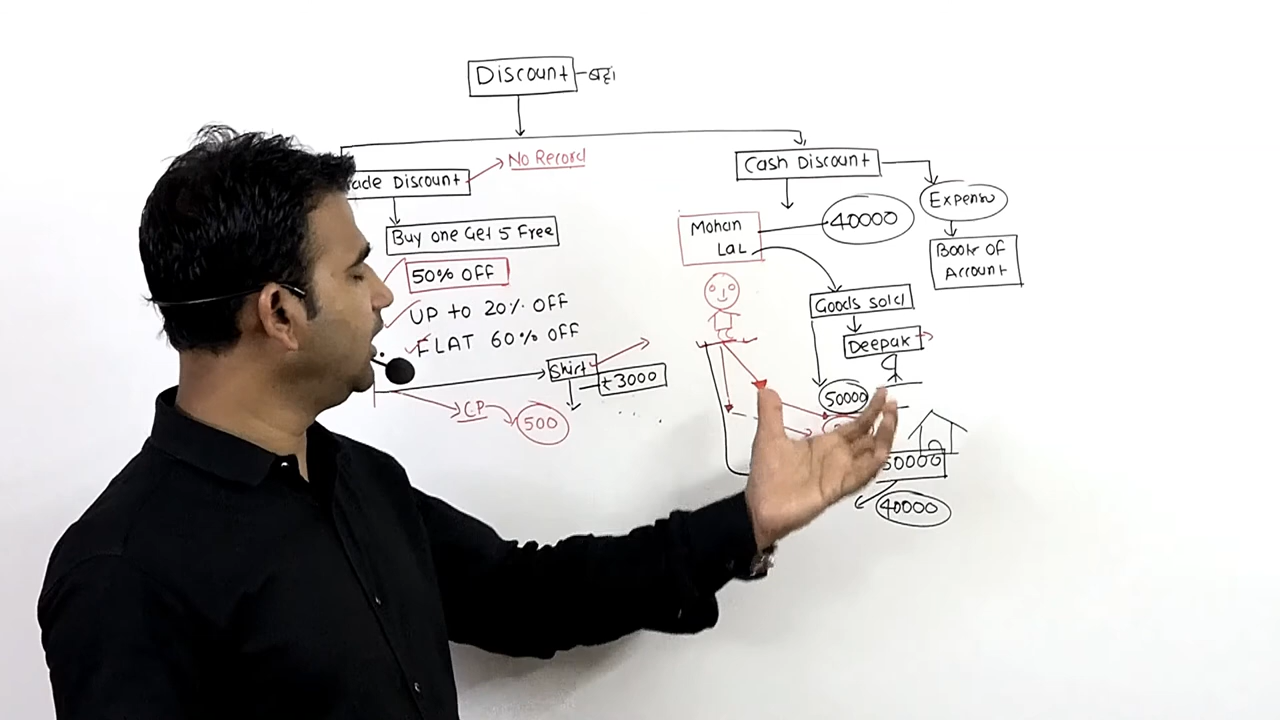 Discount - बट्टा
ade Discount
No Record
Buy one Get 5 Free
50% OFF
UP to 20% OFF
FLAT 60% OFF
Shirt
₹3000
C.P
500
Cash Discount
Expense
Book of
Account
Mohan
Lal
40000
Goods sold
Deepak
50000
50000
40000